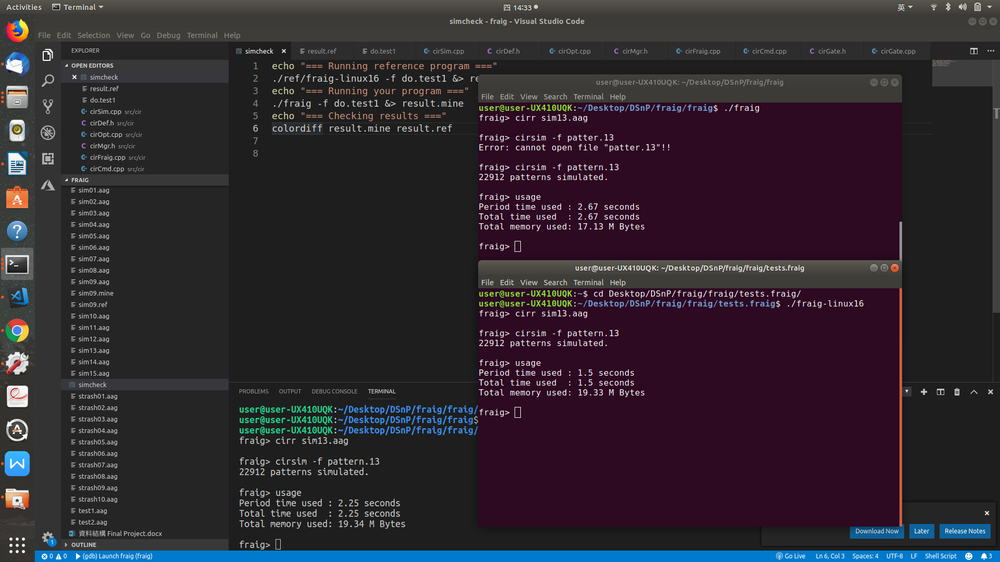 Activities
Terminal
四 14:33
英
simcheck - fraig - Visual Studio Code
File Edit Selection View Go Debug Terminal Help
EXPLORER
OPEN EDITORS
simcheck
result.ref
do.test1
cirSim.cpp src/cir
cirDef.h src/cir
cirOpt.cpp src/cir
cirMgr.h src/cir
cirFraig.cpp src/cir
cirCmd.cpp src/cir
FRAIG
sim01.aag
sim02.aag
sim03.aag
sim04.aag
sim05.aag
sim06.aag
sim07.aag
sim08.aag
sim09.aag
sim09.mine
sim09.ref
sim10.aag
sim11.aag
sim12.aag
sim13.aag
sim14.aag
sim15.aag
simcheck
strash01.aag
strash02.aag
strash03.aag
strash04.aag
strash05.aag
strash06.aag
strash07.aag
strash08.aag
strash09.aag
strash10.aag
test1.aag
test2.aag
資料結構 Final Project.docx
OUTLINE
simcheck result.ref do.test1 cirSim.cpp cirDef.h cirOpt.cpp cirMgr.h cirFraig.cpp cirCmd.cpp cirGate.h cirGate.cpp
1 echo "=== Running reference program ==="
2 ./ref/fraig-linux16 -f do.test1 &> re
3 echo "=== Running your program ==="
4 ./fraig -f do.test1 &> result.mine
5 echo "=== Checking results ==="
6 colordiff result.mine result.ref
7
8
user@user-UX410UQK: ~/Desktop/DSnP/fraig/fraig
File Edit View Search Terminal Help
user@user-UX410UQK:~/Desktop/DSnP/fraig/fraig$ ./fraig
fraig> cirr sim13.aag
fraig> cirsim -f patter.13
Error: cannot open file "patter.13"!!
fraig> cirsim -f pattern.13
22912 patterns simulated.
fraig> usage
Period time used : 2.67 seconds
Total time used  : 2.67 seconds
Total memory used: 17.13 M Bytes
fraig>
user@user-UX410UQK: ~/Desktop/DSnP/fraig/fraig/tests.fraig
File Edit View Search Terminal Help
user@user-UX410UQK:~$ cd Desktop/DSnP/fraig/fraig/tests.fraig/
user@user-UX410UQK:~/Desktop/DSnP/fraig/fraig/tests.fraig$ ./fraig-linux16
fraig> cirr sim13.aag
fraig> cirsim -f pattern.13
22912 patterns simulated.
fraig> usage
Period time used : 1.5 seconds
Total time used  : 1.5 seconds
Total memory used: 19.33 M Bytes
fraig>
PROBLEMS OUTPUT DEBUG CONSOLE TERMINAL
user@user-UX410UQK:~/Desktop/DSnP/fraig/fraig/
user@user-UX410UQK:~/Desktop/DSnP/fraig/fraig$
user@user-UX410UQK:~/Desktop/DSnP/fraig/fraig/
fraig> cirr sim13.aag
fraig> cirsim -f pattern.13
22912 patterns simulated.
fraig> usage
Period time used : 2.25 seconds
Total time used  : 2.25 seconds
Total memory used: 19.34 M Bytes
fraig>
Download Now Later Release Notes
1
0 0 (gdb) Launch fraig (fraig)
Go Live Ln 6, Col 3 Spaces: 4 UTF-8 LF Shell Script 3